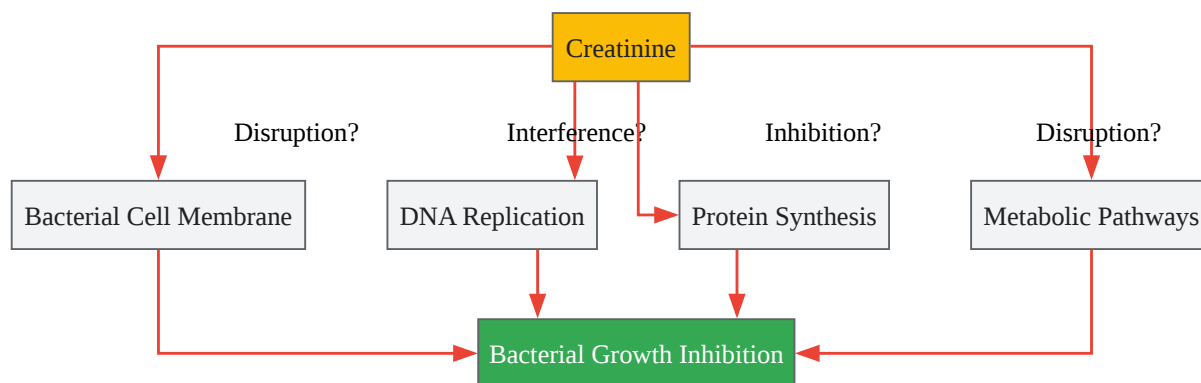 Creatinine
Disruption?
Interference?
Inhibition?
Disruption?
Bacterial Cell Membrane
DNA Replication
Protein Synthesis
Metabolic Pathways
Bacterial Growth Inhibition